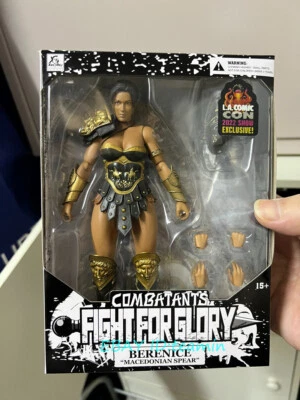 WARNING:
L.A. COMIC
CON
2022 SHOW
EXCLUSIVE!
15+
COMBATANTS
FIGHT FOR GLORY
BERENICE
"MACEDONIAN SPEAR"